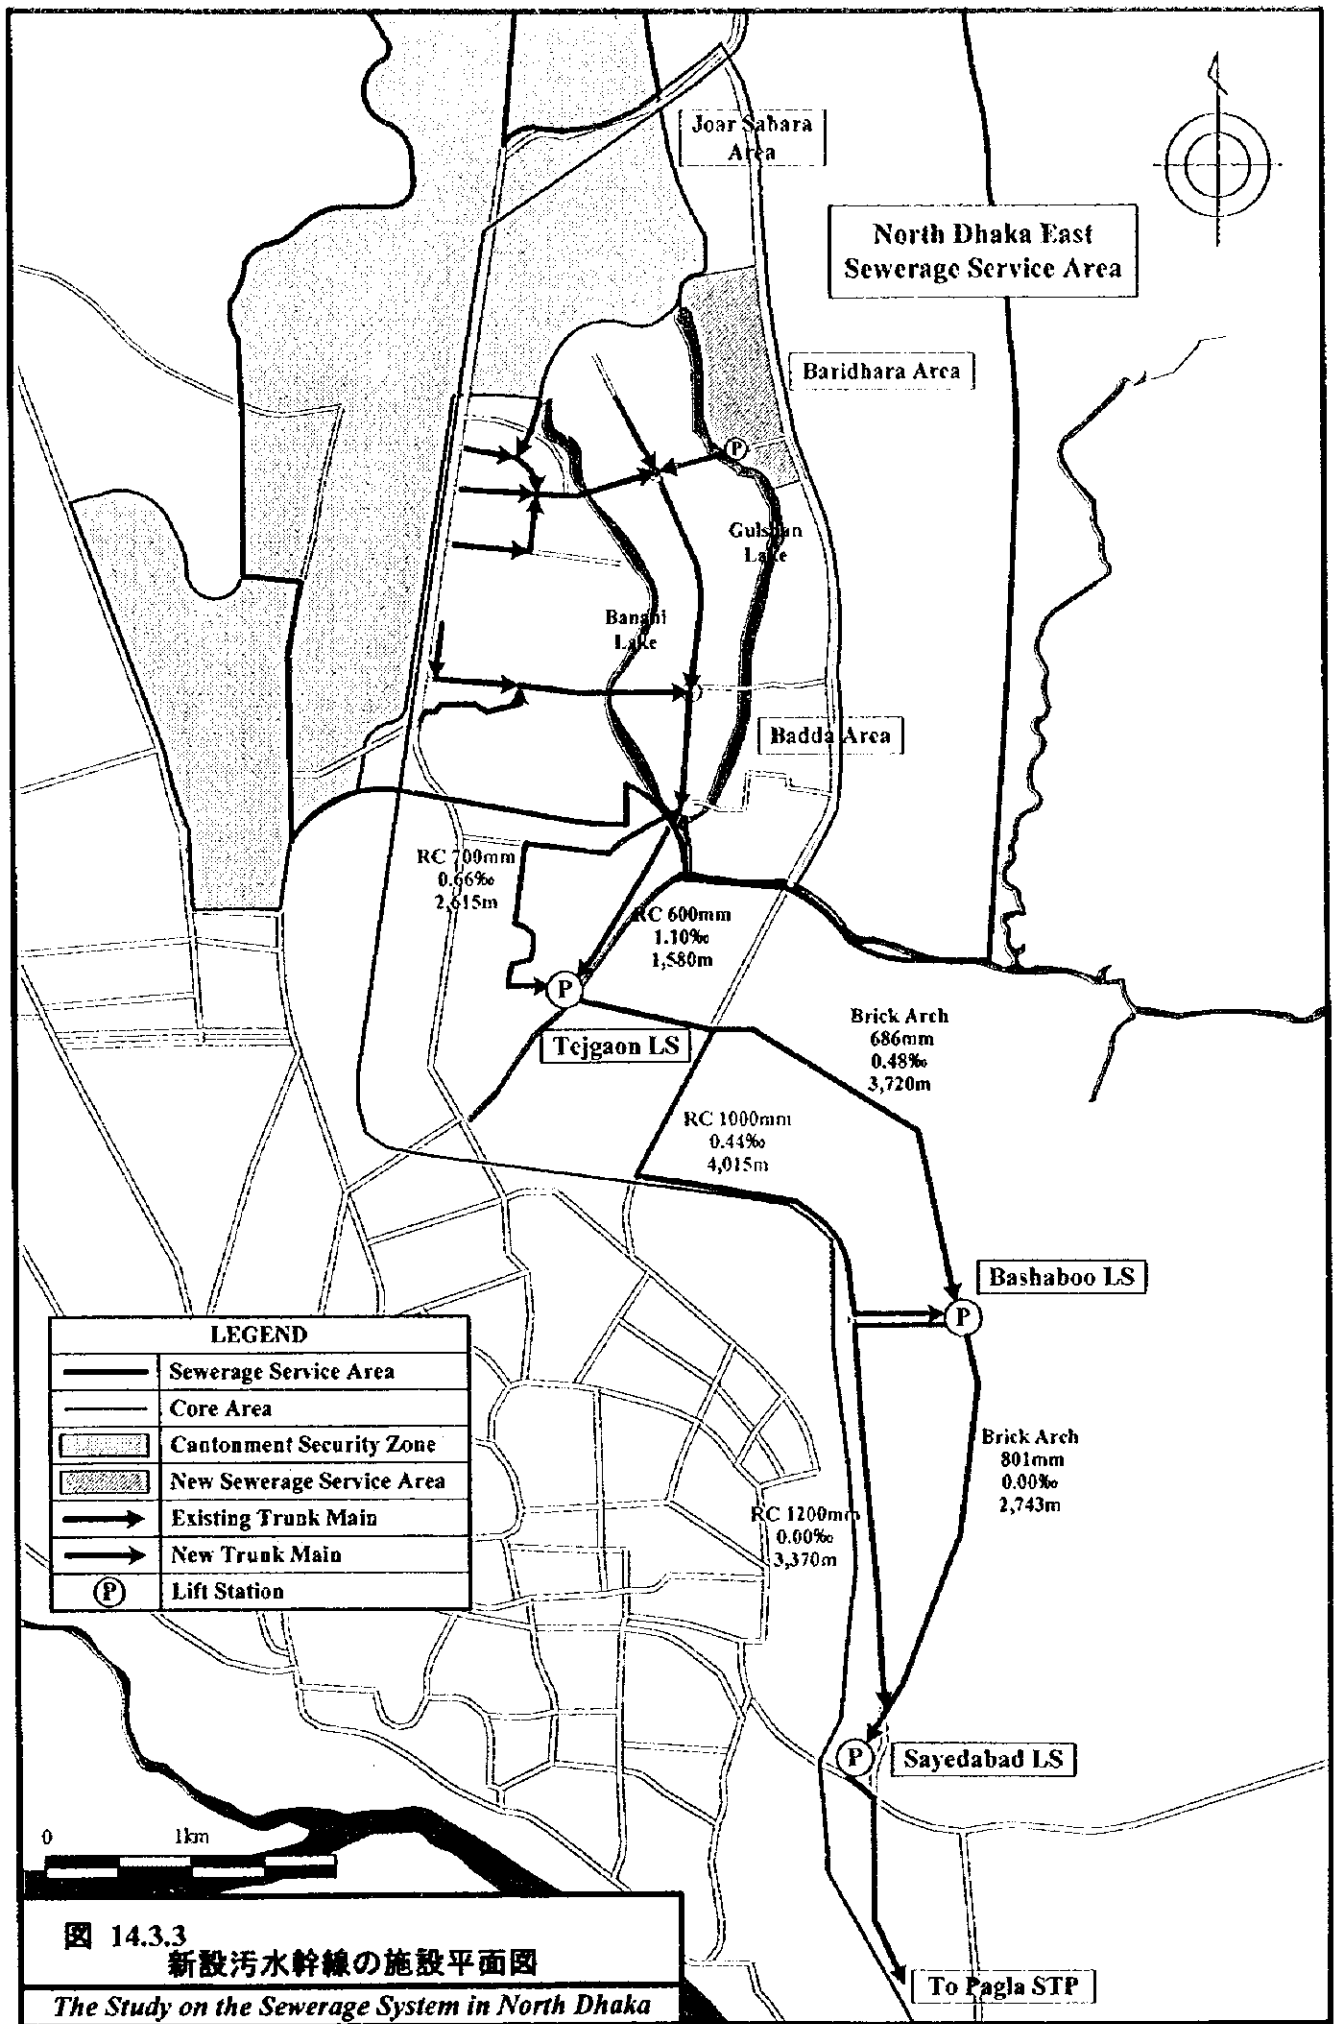 Joar Sahara
Area
North Dhaka East
Sewerage Service Area
Baridhara Area
P
Gulshan
Lake
Banani
Lake
Badda Area
RC 700mm
0.66‰
2,615m
RC 600mm
1.10‰
1,580m
P
Tejgaon LS
Brick Arch
686mm
0.48‰
3,720m
RC 1000mm
0.44‰
4,015m
Bashaboo LS
P
LEGEND
Sewerage Service Area
Core Area
Cantonment Security Zone
New Sewerage Service Area
Existing Trunk Main
New Trunk Main
P Lift Station
Brick Arch
801mm
0.00‰
2,743m
RC 1200mm
0.00‰
3,370m
P
Sayedabad LS
0 1km
図 14.3.3
新設汚水幹線の施設平面図
The Study on the Sewerage System in North Dhaka
To Pagla STP